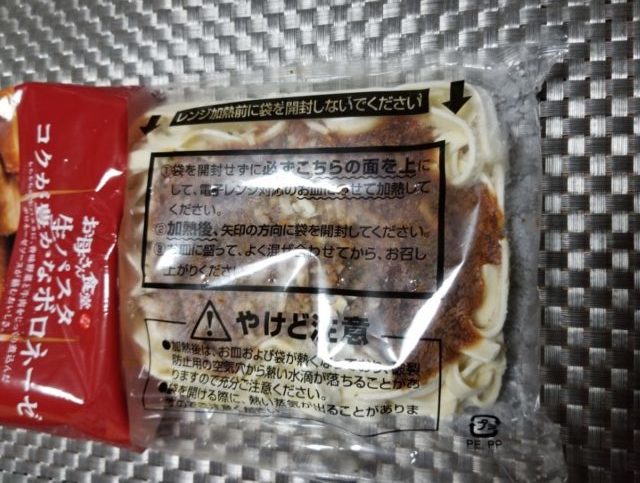 レンジ加熱前に袋を開封しないでください
①袋を開封せずに必ずこちらの面を上に
して、電子レンジ対応のお皿にのせて加熱して
ください。
②加熱後、矢印の方向に袋を開封してください。
③お皿に盛って、よく混ぜ合わせてから、お召し
上がりください。
やけど注意
●加熱後は、お皿および袋が熱く
防止用の空気穴から熱い水滴が落ちることがあ
りますので充分ご注意ください。
●袋を開ける際に、熱い蒸気が出ることがありま
お母さん食堂
生パスタ
コクが豊かなボロネーゼ
プラ
PE, PP